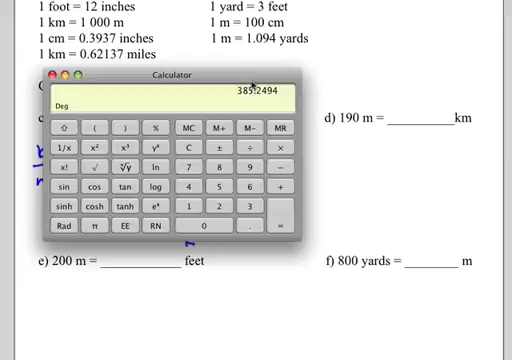 1 foot = 12 inches
1 yard = 3 feet
1 km = 1 000 m
1 m = 100 cm
1 cm = 0.3937 inches
1 m = 1.094 yards
1 km = 0.62137 miles
Calculator
385.2494
Deg
⇧ ( ) % MC M+ M− MR
1/x x² x³ yˣ C ± ÷ ×
x! √ ʸ√ ln 7 8 9 −
sin cos tan log 4 5 6 +
sinh cosh tanh eˣ 1 2 3
Rad π EE RN 0 . =
d) 190 m = __________km
e) 200 m = ____________ feet
f) 800 yards = ________ m